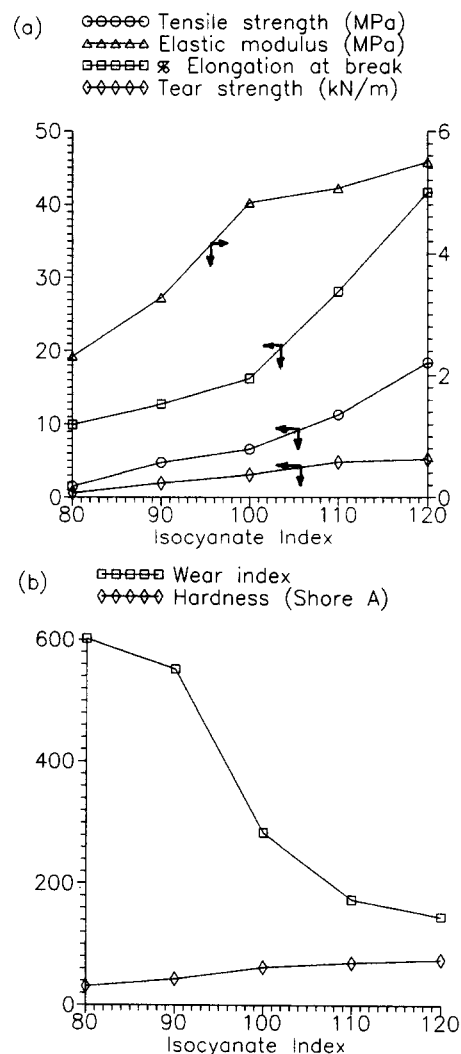 (a)
Tensile strength (MPa)
Elastic modulus (MPa)
% Elongation at break
Tear strength (kN/m)
50
40
30
20
10
0
6
4
2
0
80 90 100 110 120
Isocyanate Index
(b)
Wear index
Hardness (Shore A)
600
400
200
0
80 90 100 110 120
Isocyanate Index